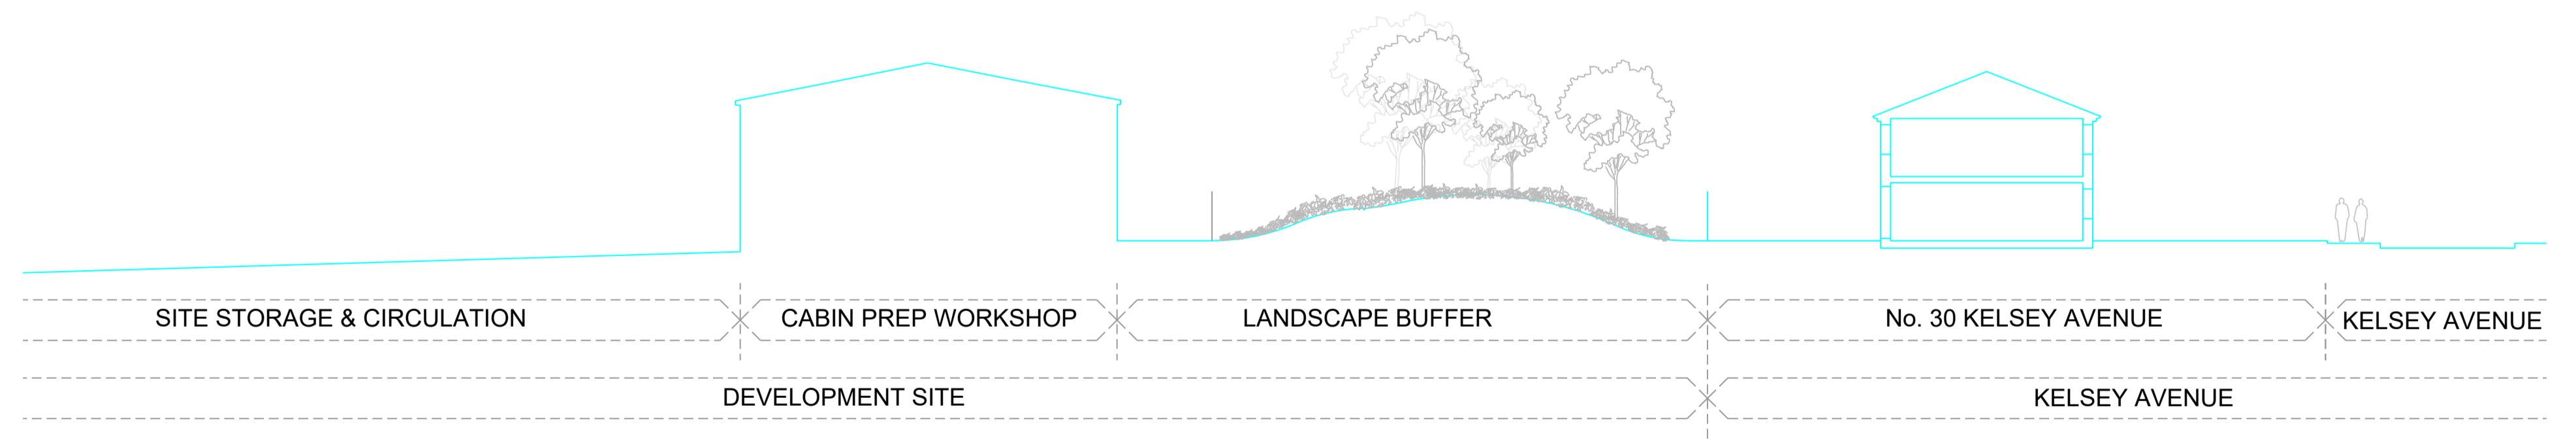 SITE STORAGE & CIRCULATION
CABIN PREP WORKSHOP
LANDSCAPE BUFFER
No. 30 KELSEY AVENUE
KELSEY AVENUE
DEVELOPMENT SITE
KELSEY AVENUE